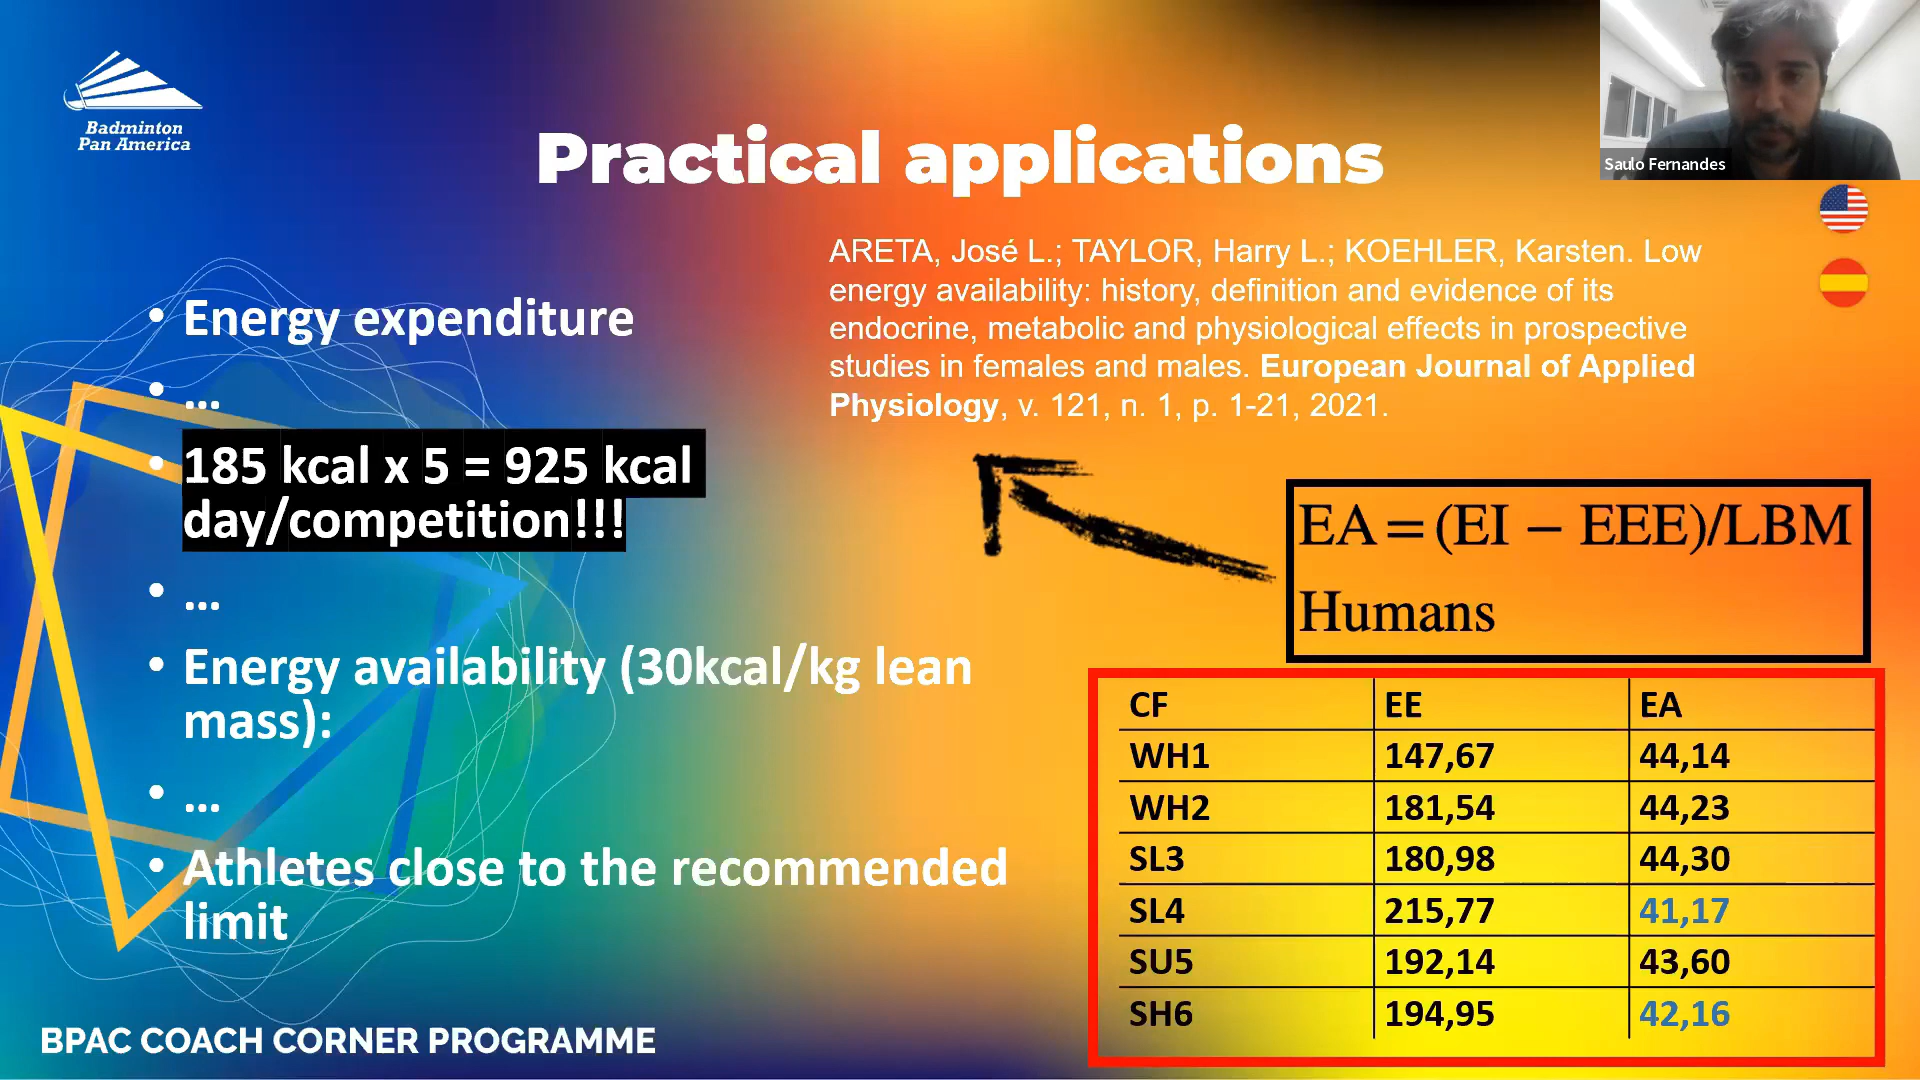 Badminton
Pan America
Practical applications
Saulo Fernandes
ARETA, José L.; TAYLOR, Harry L.; KOEHLER, Karsten. Low
energy availability: history, definition and evidence of its
endocrine, metabolic and physiological effects in prospective
studies in females and males. European Journal of Applied
Physiology, v. 121, n. 1, p. 1-21, 2021.
• Energy expenditure
• ...
• 185 kcal x 5 = 925 kcal
day/competition!!!
• ...
• Energy availability (30kcal/kg lean
mass):
• ...
• Athletes close to the recommended
limit
EA = (EI − EEE)/LBM
Humans
CF EE EA
WH1 147,67 44,14
WH2 181,54 44,23
SL3 180,98 44,30
SL4 215,77 41,17
SU5 192,14 43,60
SH6 194,95 42,16
BPAC COACH CORNER PROGRAMME